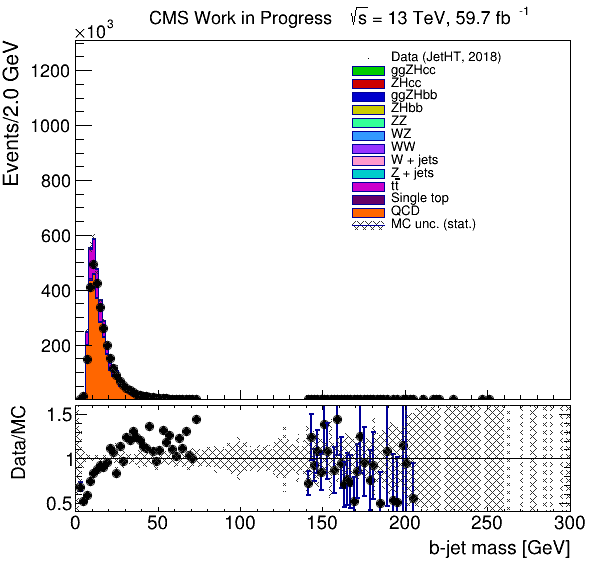 CMS Work in Progress √s = 13 TeV, 59.7 fb⁻¹
×10³
Events/2.0 GeV
1200
1000
800
600
400
200
Data (JetHT, 2018)
ggZHcc
ZHcc
ggZHbb
ZHbb
ZZ
WZ
WW
W + jets
Z + jets
tt̅
Single top
QCD
MC unc. (stat.)
Data/MC
1.5
1
0.5
0 50 100 150 200 250 300
b-jet mass [GeV]